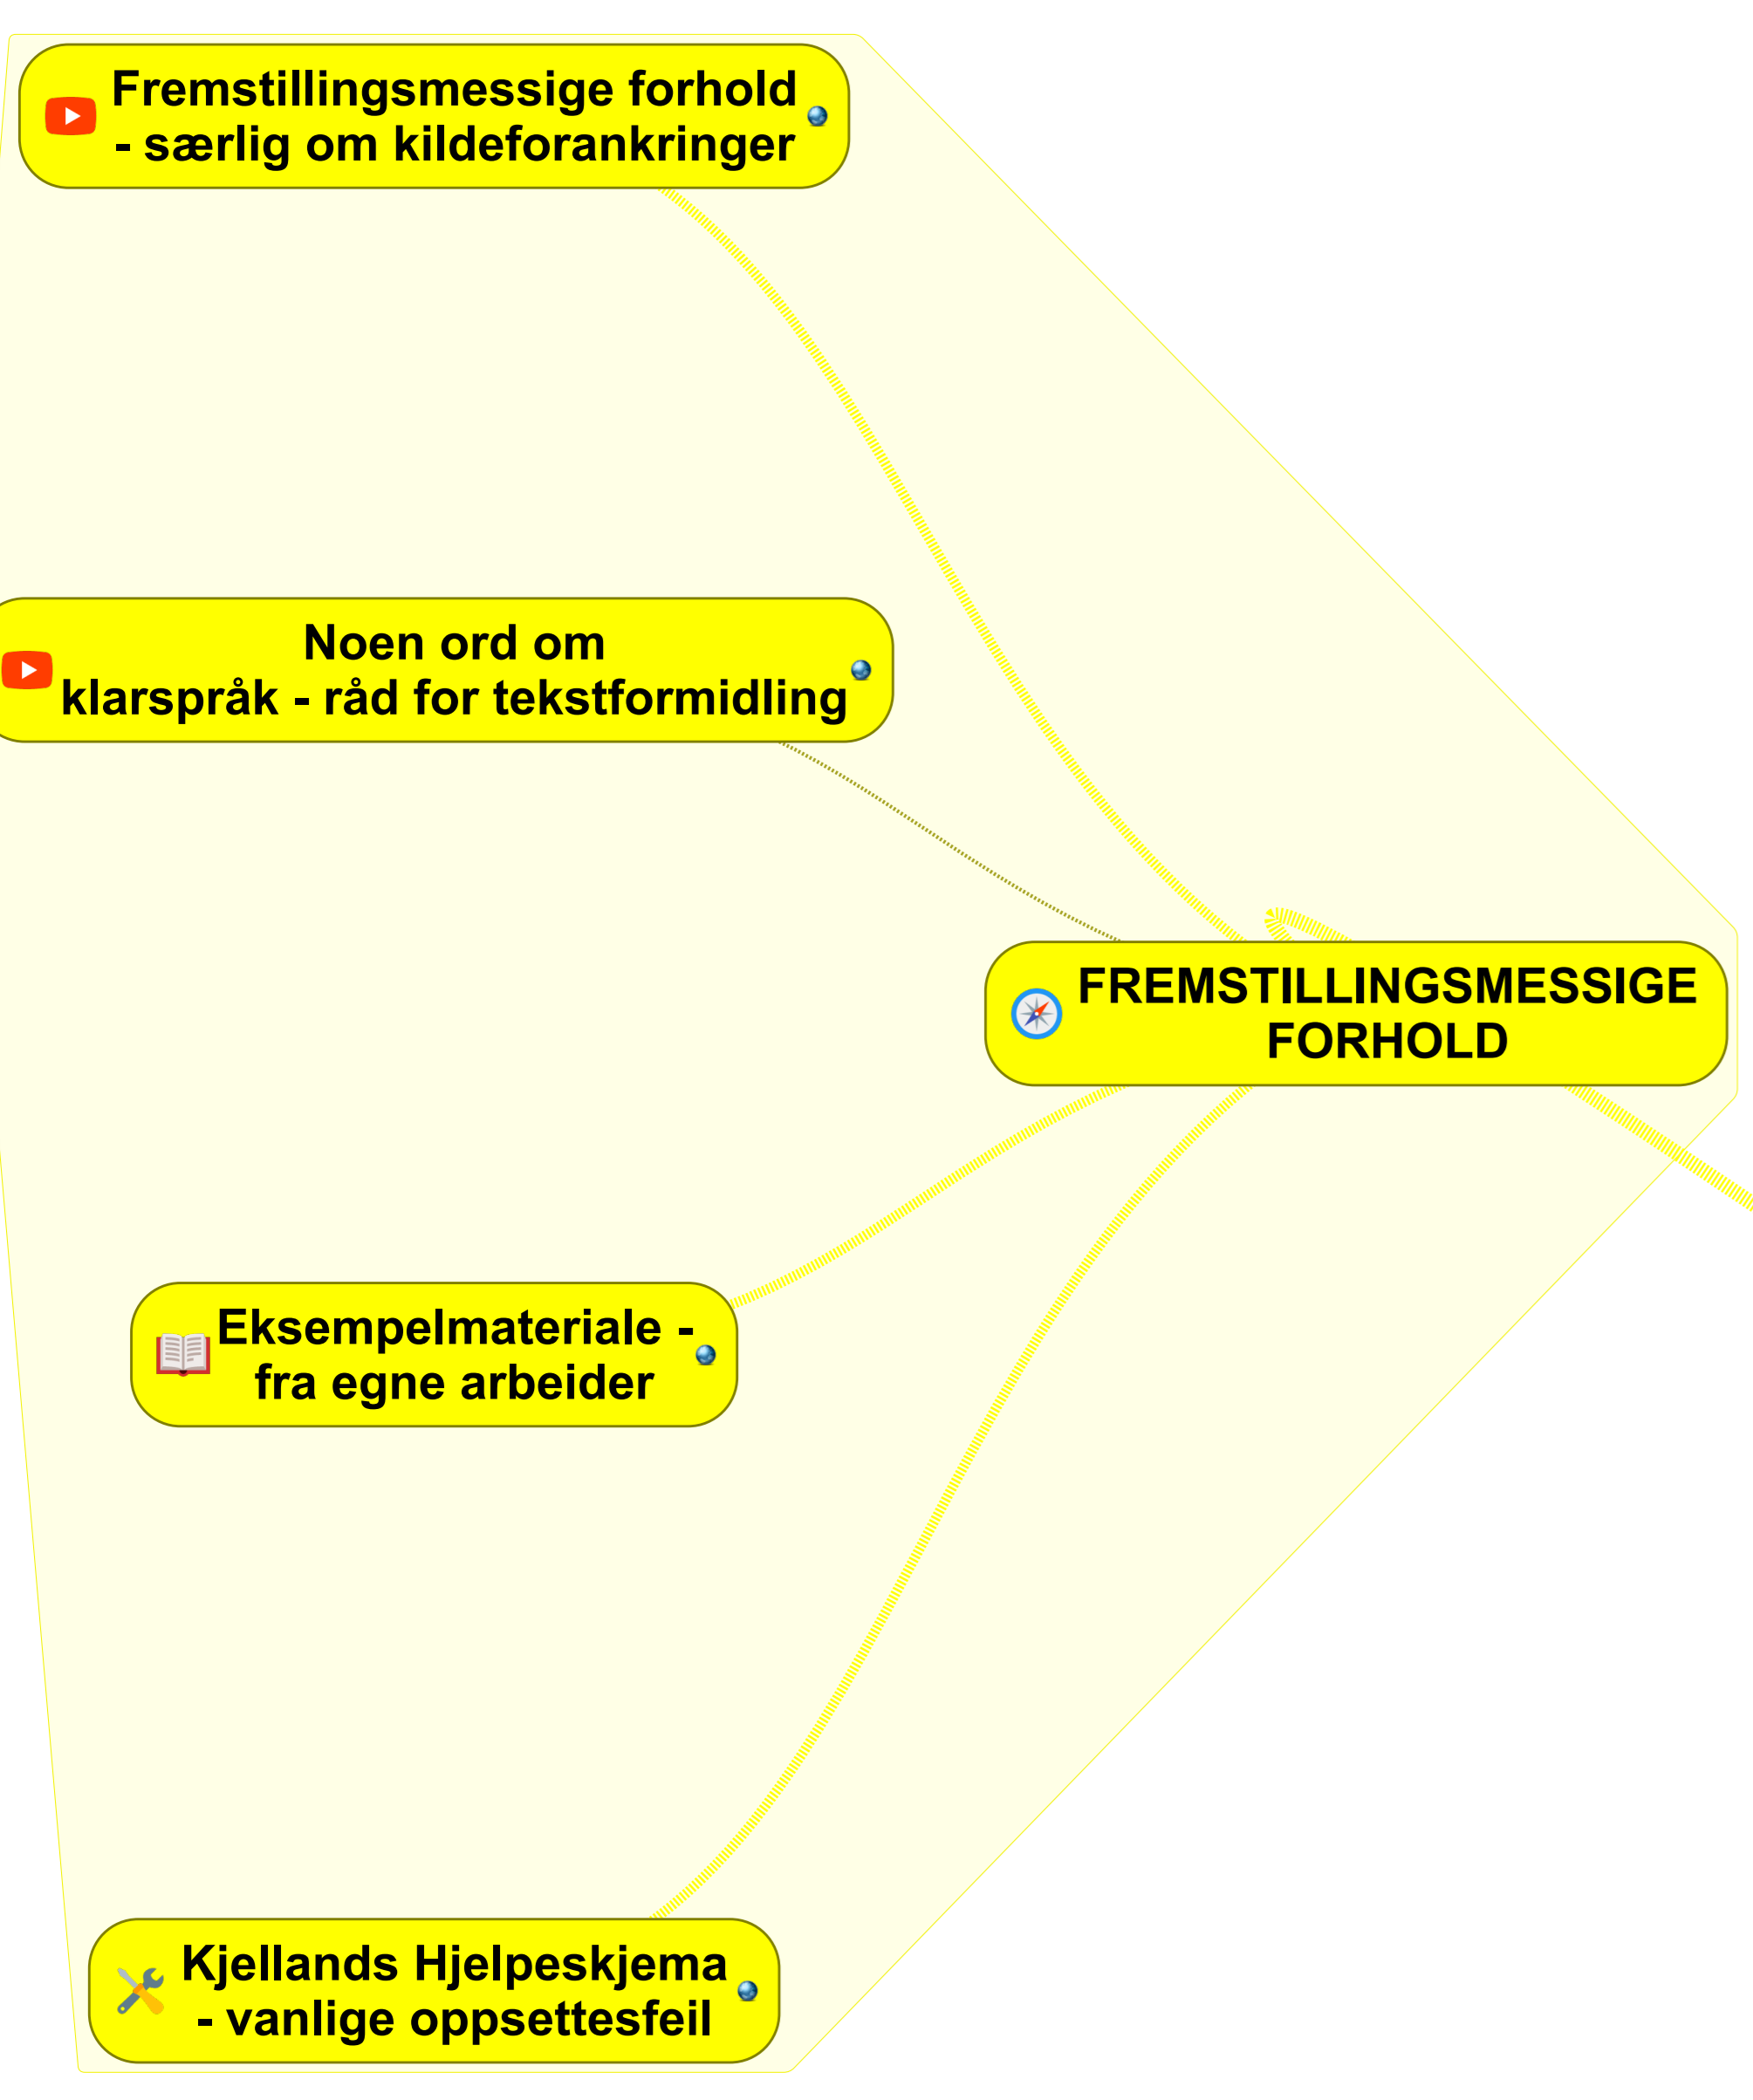 Fremstillingsmessige forhold
- særlig om kildeforankringer
Noen ord om
klarspråk - råd for tekstformidling
FREMSTILLINGSMESSIGE
FORHOLD
Eksempelmateriale -
fra egne arbeider
Kjellands Hjelpeskjema
- vanlige oppsettesfeil